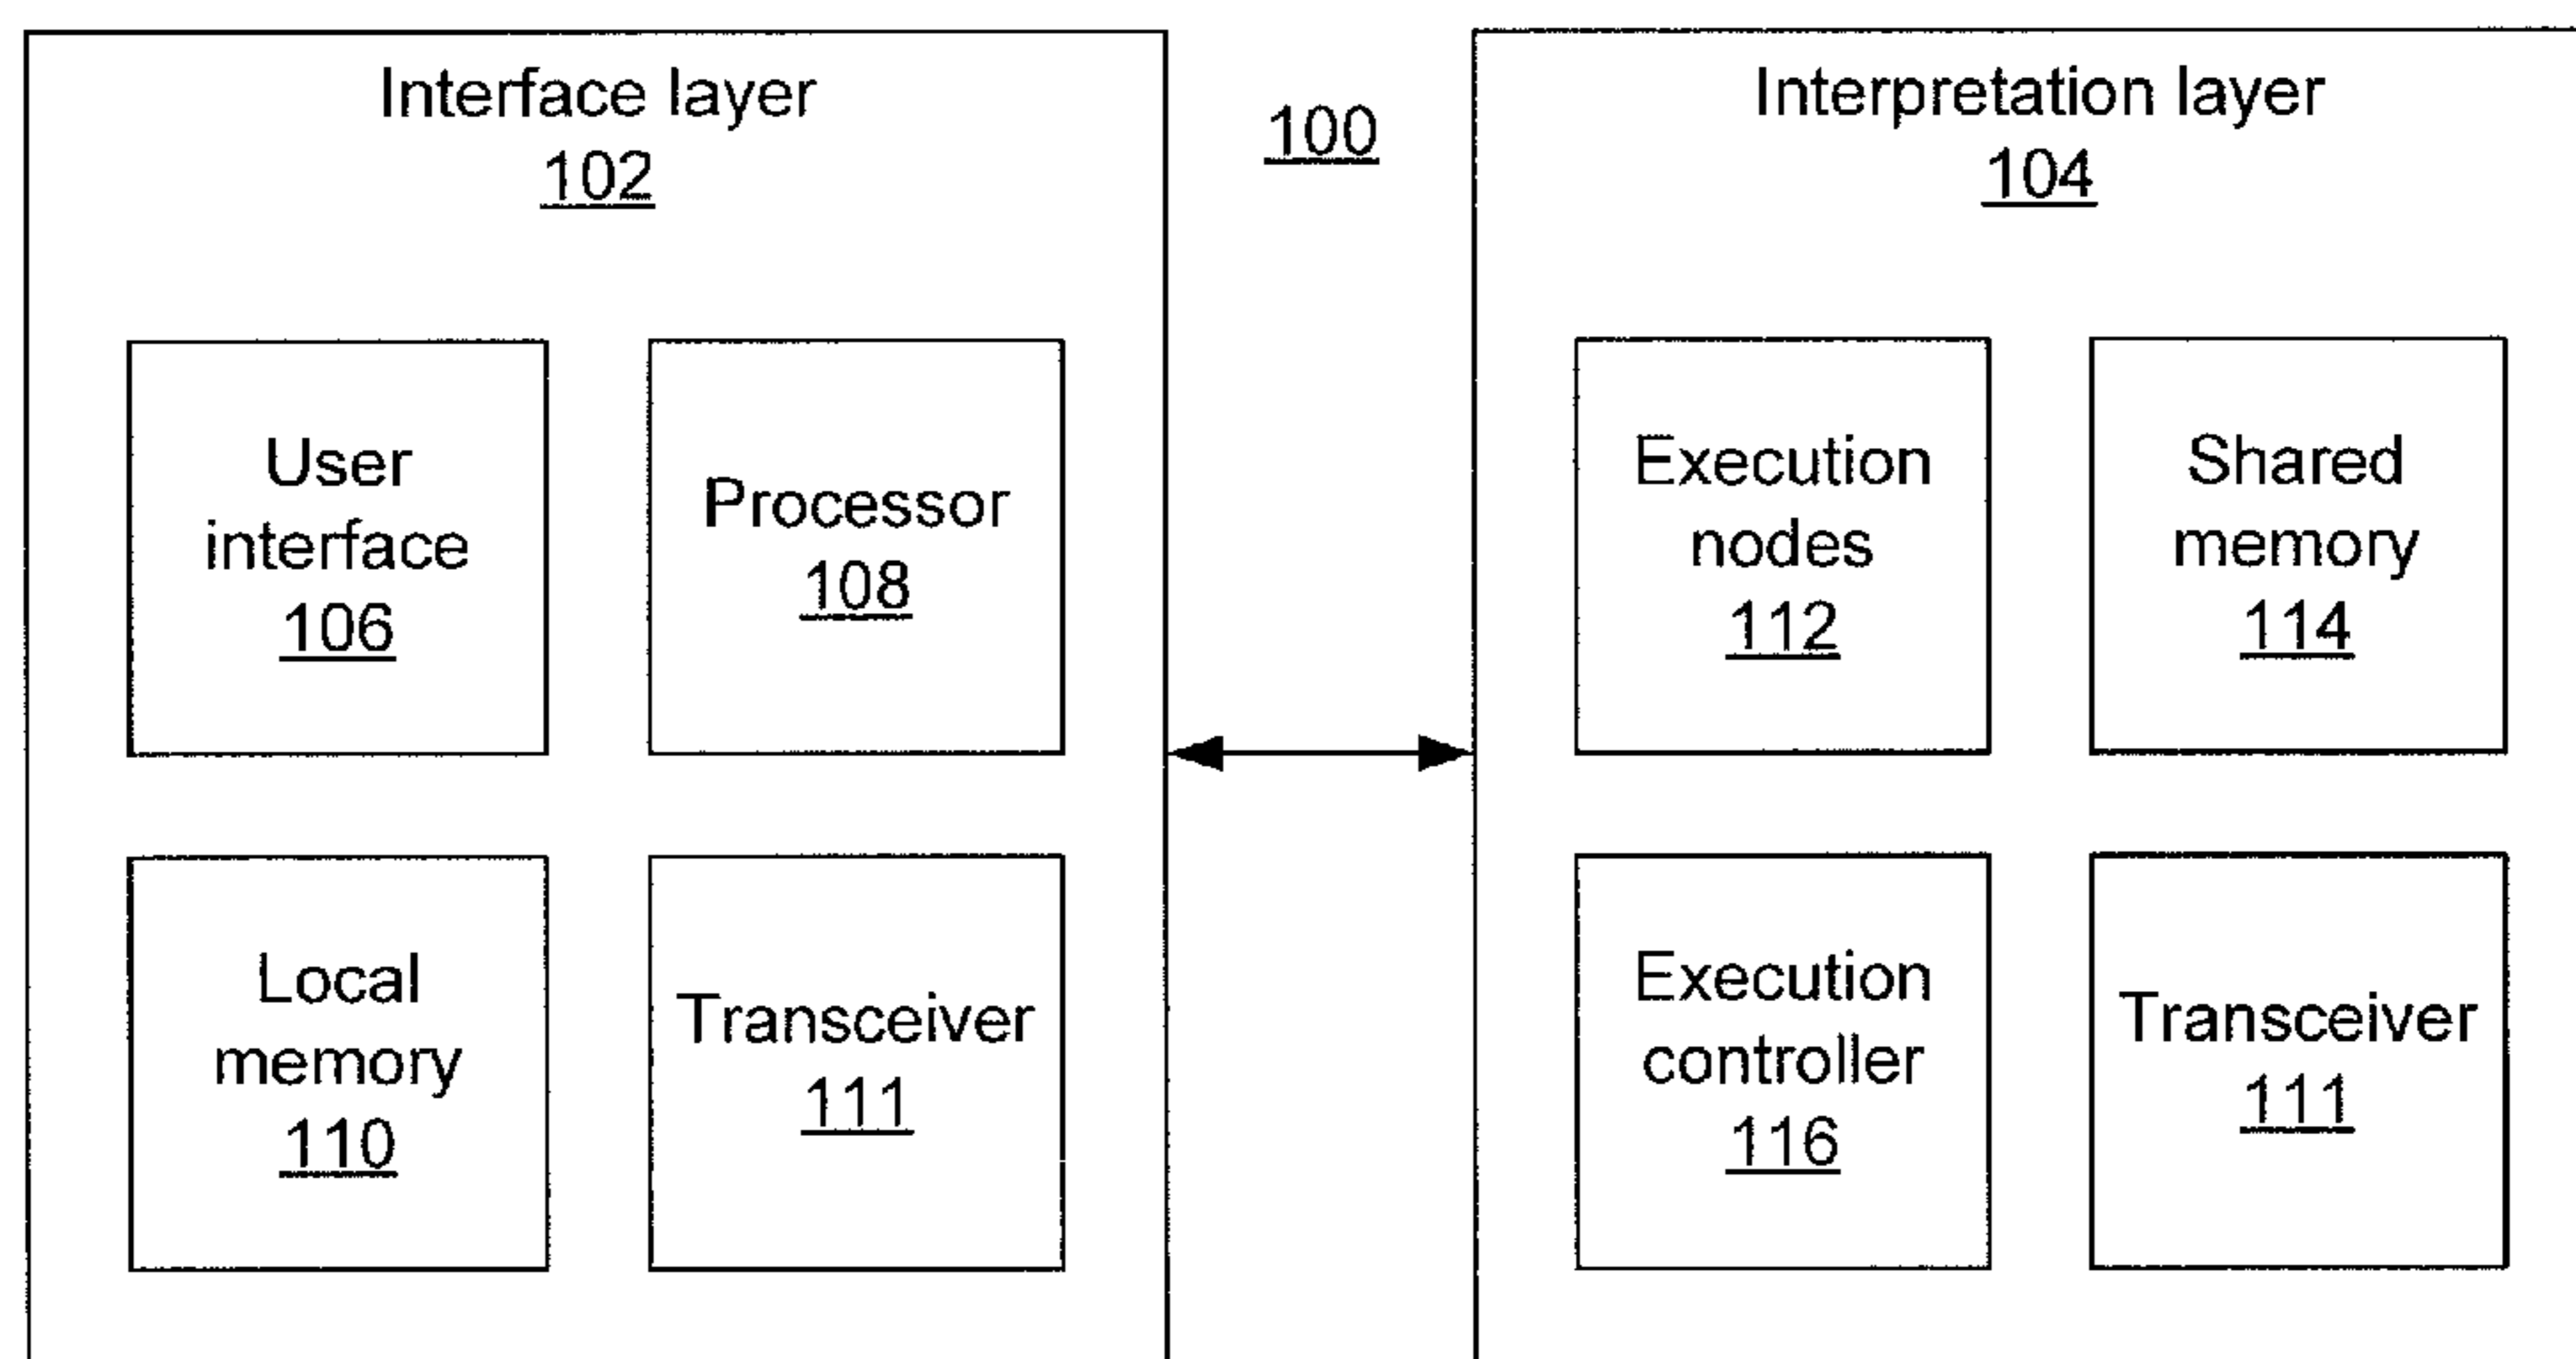 Interface layer
102
100
Interpretation layer
104
User
interface
106
Processor
108
Execution
nodes
112
Shared
memory
114
Local
memory
110
Transceiver
111
Execution
controller
116
Transceiver
111